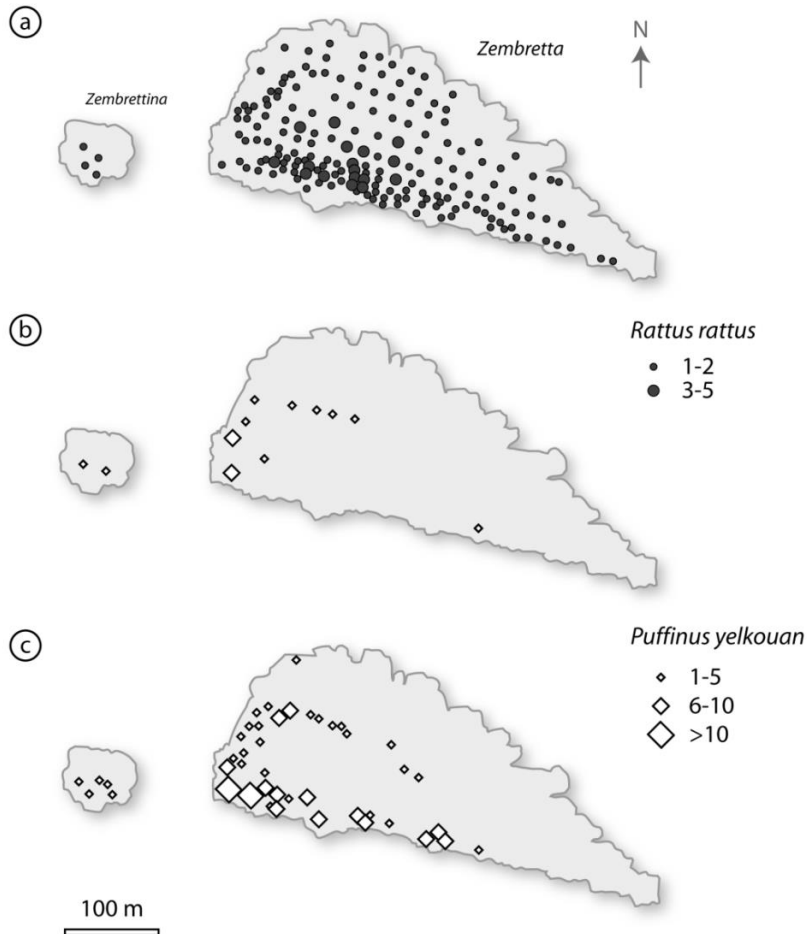 a
Zembretta
N
Zembrettina
b
Rattus rattus
1-2
3-5
c
Puffinus yelkouan
1-5
6-10
>10
100 m